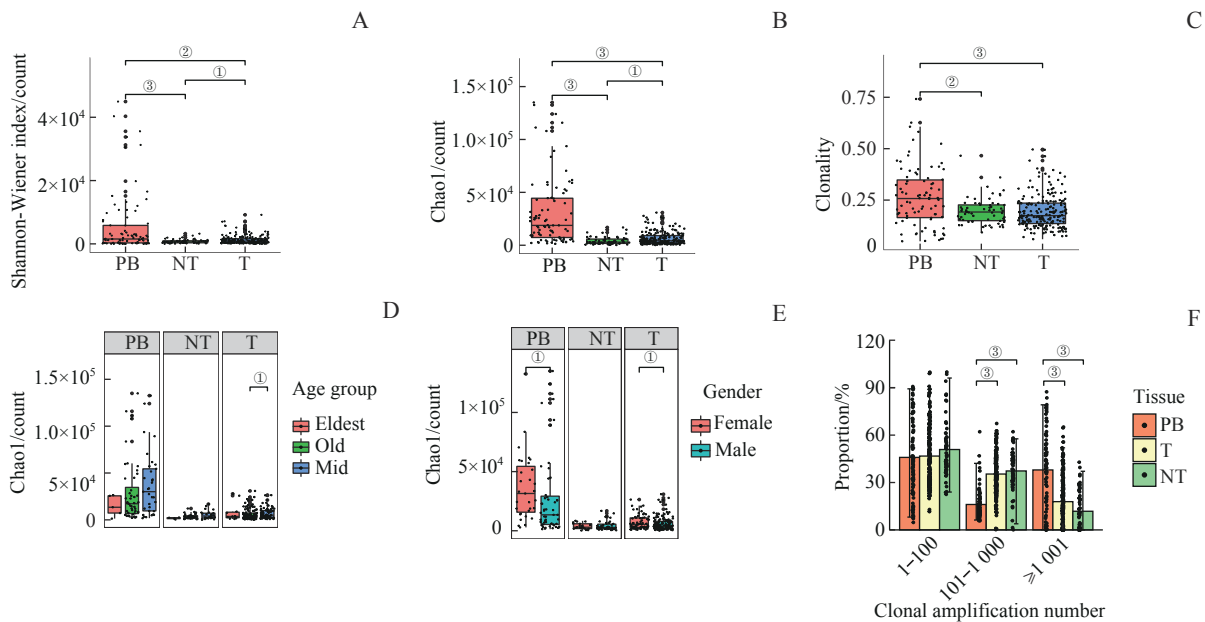 A
Shannon-Wiener index/count
4×10⁴
2×10⁴
0
②
③
①
PB NT T
B
Chao1/count
1.5×10⁵
1×10⁵
5×10⁴
0
③
③
①
PB NT T
C
Clonality
0.75
0.50
0.25
0
③
②
PB NT T
D
Chao1/count
1.5×10⁵
1×10⁵
5×10⁴
0
PB NT T
①
Age group
Eldest
Old
Mid
E
Chao1/count
1×10⁵
5×10⁴
0
PB NT T
① ①
Gender
Female
Male
F
Proportion/%
120
90
60
30
0
③ ③
③ ③
1-100 101-1 000 ⩾1 001
Clonal amplification number
Tissue
PB
T
NT